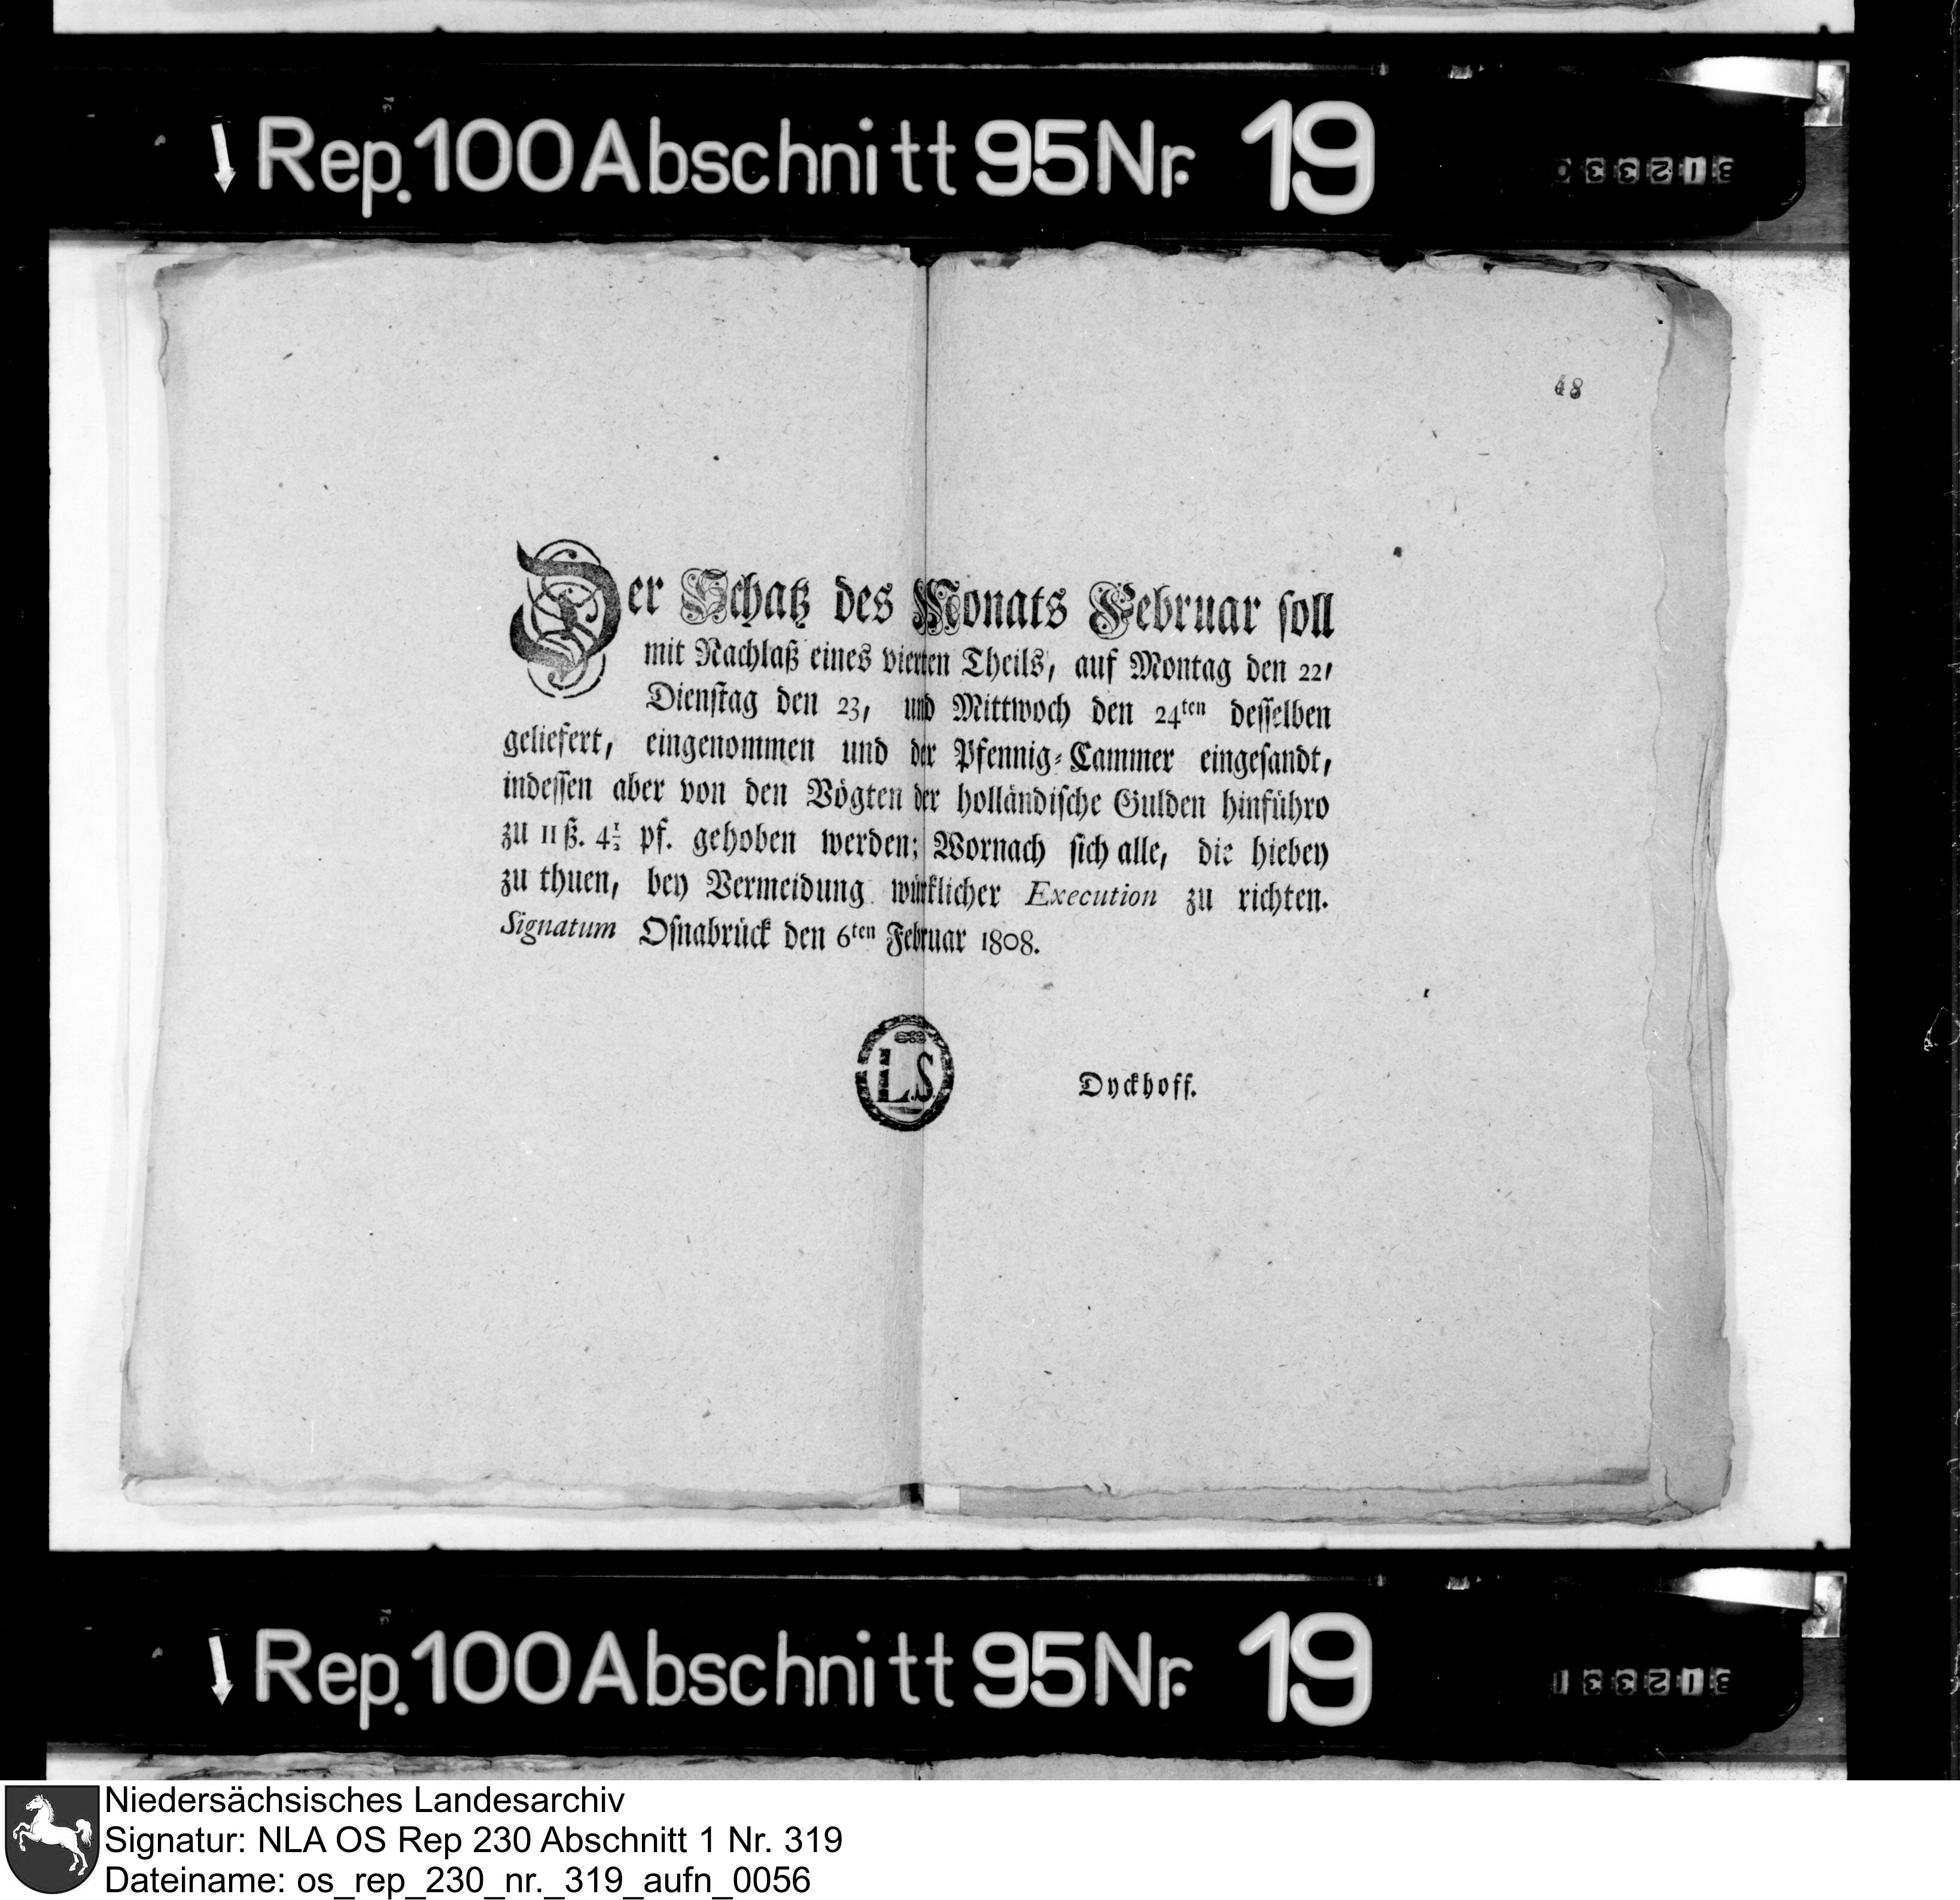 Rep. 100 Abschnitt 95 Nr. 19
48
Der Schatz des Monats Februar soll
mit Nachlaß eines vierten Theils, auf Montag den 22,
Dienstag den 23, und Mittwoch den 24ten desselben
geliefert, eingenommen und der Pfennig-Cammer eingesandt,
indessen aber von den Vögten der holländische Gulden hinführo
zu 11 ß. 4½ pf. gehoben werden; Wornach sich alle, die hiebey
zu thuen, bey Vermeidung würklicher Execution zu richten.
Signatum Osnabrück den 6ten Februar 1808.
L.S.
Dyckhoff.
Rep. 100 Abschnitt 95 Nr. 19
Niedersächsisches Landesarchiv
Signatur: NLA OS Rep 230 Abschnitt 1 Nr. 319
Dateiname: os_rep_230_nr._319_aufn_0056